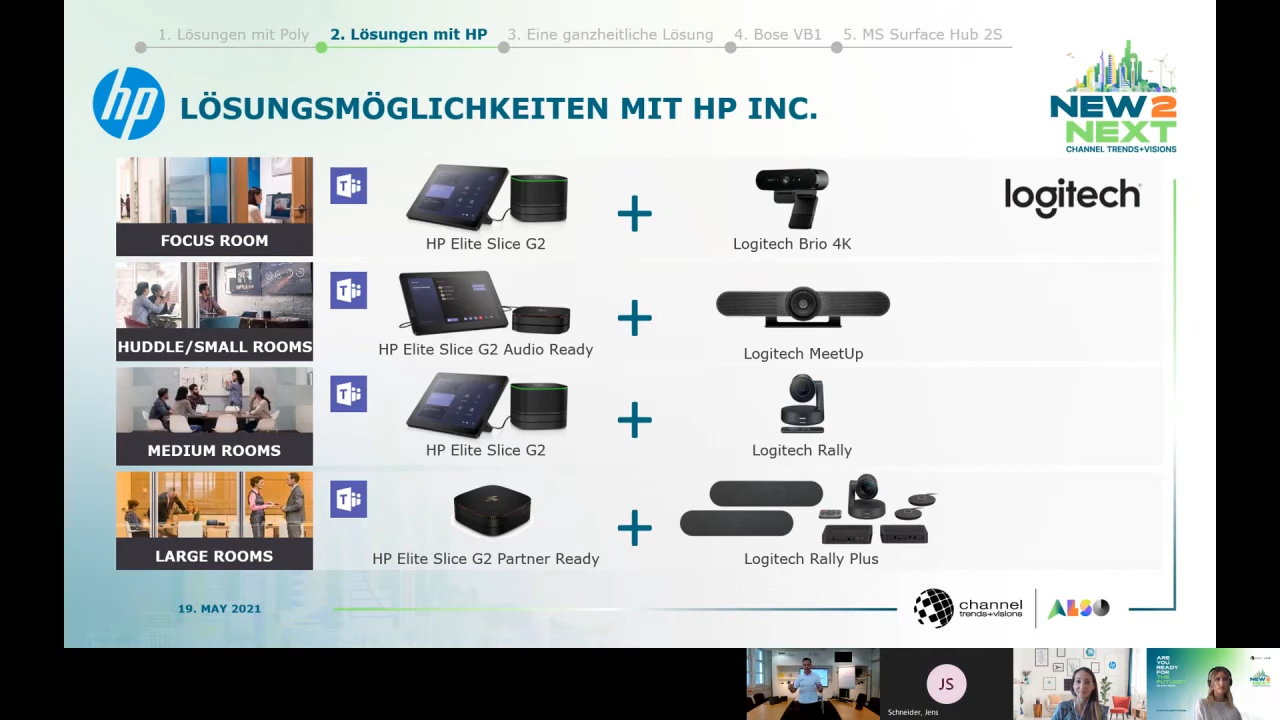 1. Lösungen mit Poly 2. Lösungen mit HP 3. Eine ganzheitliche Lösung 4. Bose VB1 5. MS Surface Hub 2S
hp LÖSUNGSMÖGLICHKEITEN MIT HP INC.
NEW 2
NEXT
CHANNEL TRENDS+VISIONS
logitech
FOCUS ROOM
HP Elite Slice G2
Logitech Brio 4K
HUDDLE/SMALL ROOMS
HP Elite Slice G2 Audio Ready
Logitech MeetUp
MEDIUM ROOMS
HP Elite Slice G2
Logitech Rally
LARGE ROOMS
HP Elite Slice G2 Partner Ready
Logitech Rally Plus
19. MAY 2021
channel
trends+visions
ALSO
JS
Schneider, Jens
ARE
YOU
READY
FOR
THE
FUTURE?
NEW 2
NEXT